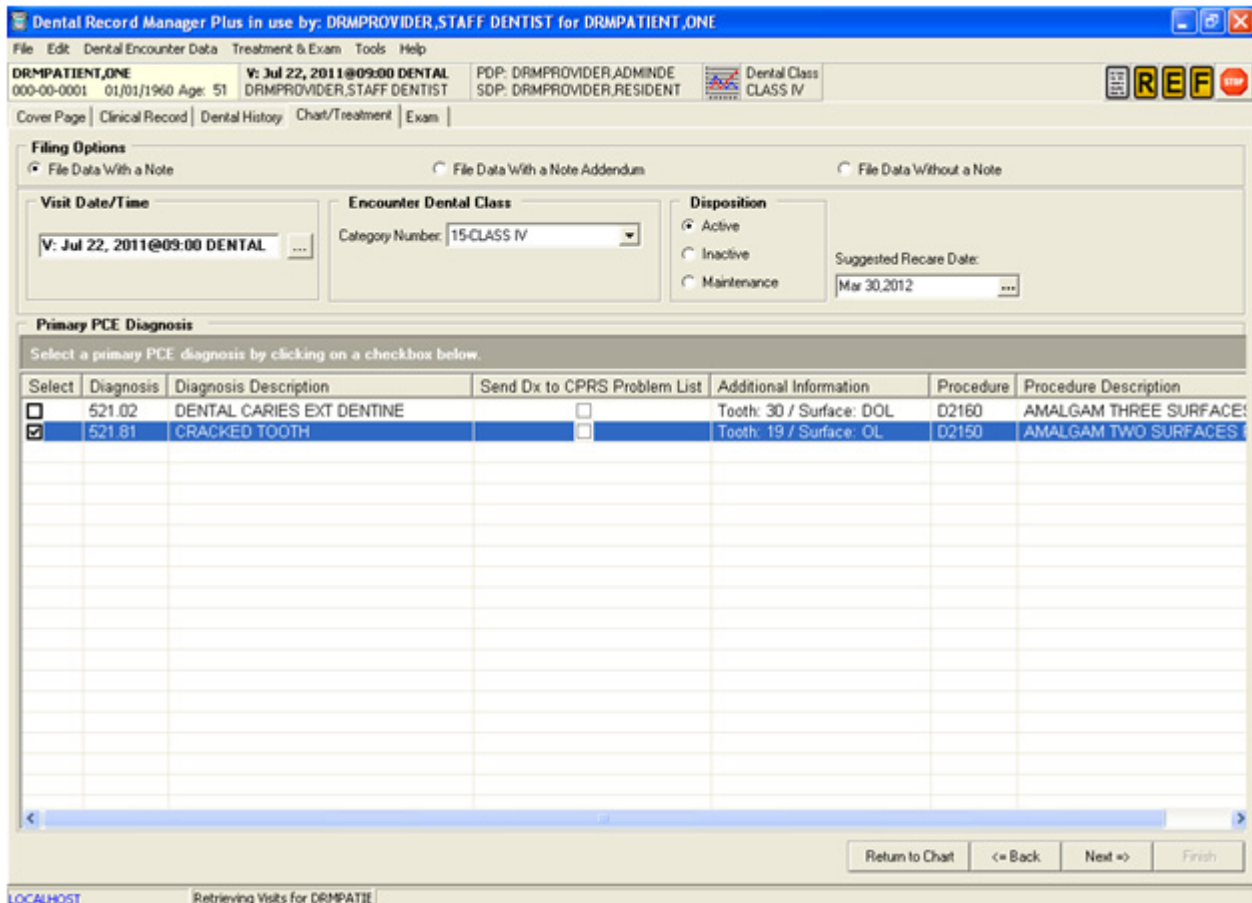 Dental Record Manager Plus in use by: DRMPROVIDER,STAFF DENTIST for DRMPATIENT,ONE
File Edit Dental Encounter Data Treatment & Exam Tools Help
DRMPATIENT,ONE V: Jul 22, 2011@09:00 DENTAL PDP: DRMPROVIDER,ADMINDE Dental Class
000-00-0001 01/01/1960 Age: 51 DRMPROVIDER,STAFF DENTIST SDP: DRMPROVIDER,RESIDENT CLASS IV
R E F STOP
Cover Page Clinical Record Dental History Chart/Treatment Exam
Filing Options
File Data With a Note File Data With a Note Addendum File Data Without a Note
Visit Date/Time Encounter Dental Class Disposition
V: Jul 22, 2011@09:00 DENTAL ... Category Number: 15-CLASS IV Active
Inactive Suggested Recare Date:
Maintenance Mar 30,2012 ...
Primary PCE Diagnosis
Select a primary PCE diagnosis by clicking on a checkbox below.
Select Diagnosis Diagnosis Description Send Dx to CPRS Problem List Additional Information Procedure Procedure Description
521.02 DENTAL CARIES EXT DENTINE Tooth: 30 / Surface: DOL D2160 AMALGAM THREE SURFACES
521.81 CRACKED TOOTH Tooth: 19 / Surface: OL D2150 AMALGAM TWO SURFACES
Return to Chart <= Back Next => Finish
LOCALHOST Retrieving Visits for DRMPATIE